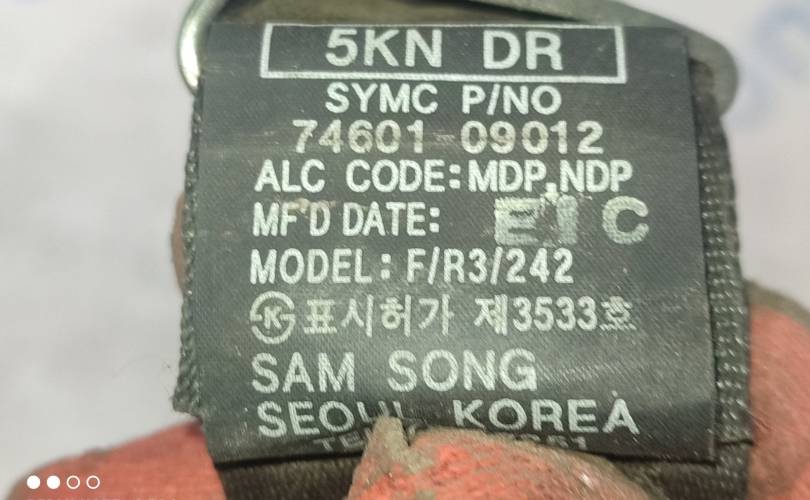 5KN DR
SYMC P/NO
74601-09012
ALC CODE:MDP,NDP
MF'D DATE: E1C
MODEL: F/R3/242
K 표시허가 제3533호
SAM SONG
SEOUL KOREA